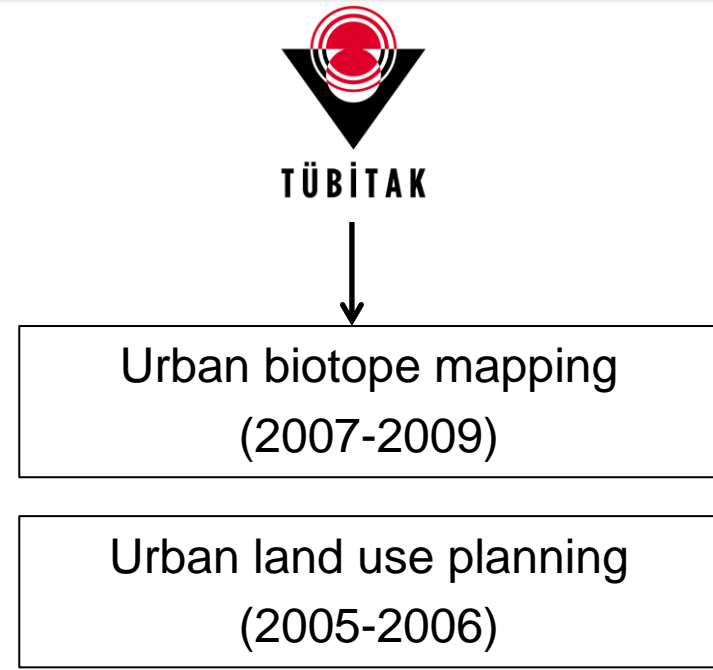 TÜBİTAK
Urban biotope mapping
(2007-2009)
Urban land use planning
(2005-2006)